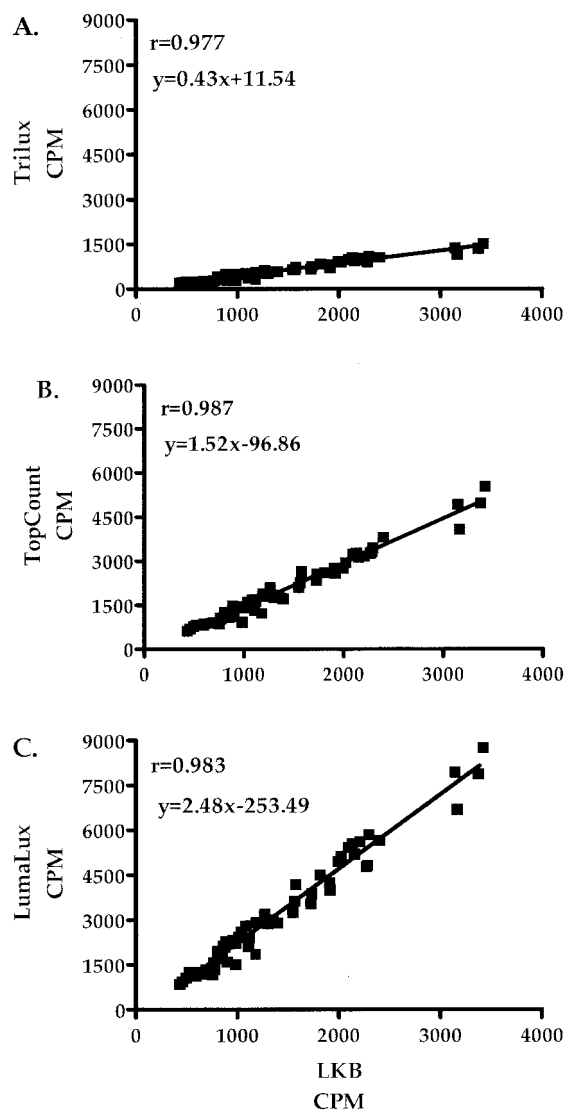 A.
r=0.977
y=0.43x+11.54
Trilux
CPM
9000
7500
6000
4500
3000
1500
0
0 1000 2000 3000 4000
B.
r=0.987
y=1.52x-96.86
TopCount
CPM
9000
7500
6000
4500
3000
1500
0
0 1000 2000 3000 4000
C.
r=0.983
y=2.48x-253.49
LumaLux
CPM
9000
7500
6000
4500
3000
1500
0
0 1000 2000 3000 4000
LKB
CPM